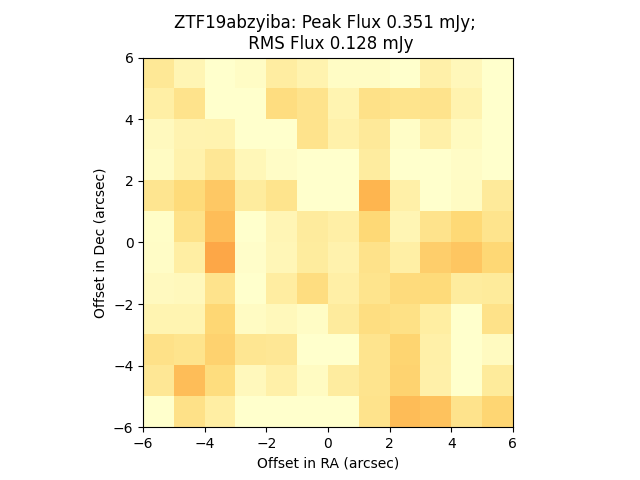 ZTF19abzyiba: Peak Flux 0.351 mJy;
RMS Flux 0.128 mJy
6
4
2
0
−2
−4
−6
Offset in Dec (arcsec)
−6 −4 −2 0 2 4 6
Offset in RA (arcsec)